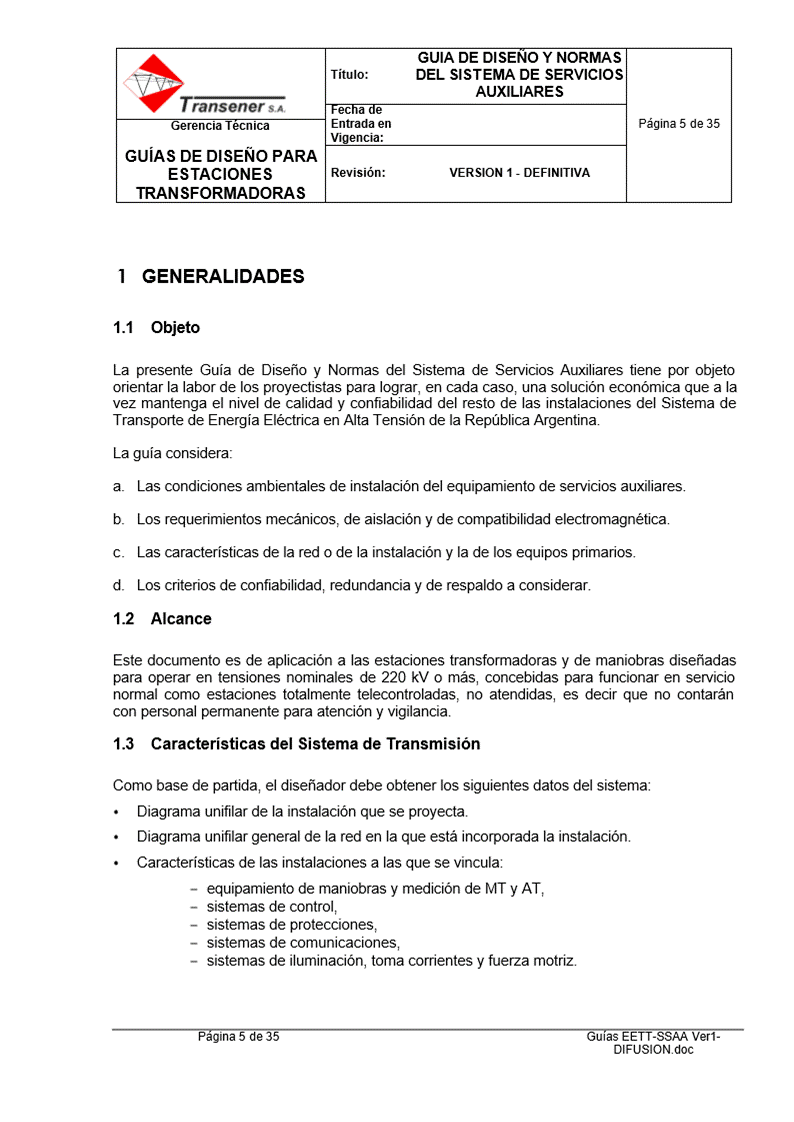 Transener S.A.
Gerencia Técnica
GUÍAS DE DISEÑO PARA
ESTACIONES
TRANSFORMADORAS
Título:
GUIA DE DISEÑO Y NORMAS
DEL SISTEMA DE SERVICIOS
AUXILIARES
Fecha de
Entrada en
Vigencia:
Revisión:
VERSION 1 - DEFINITIVA
Página 5 de 35
1 GENERALIDADES
1.1 Objeto
La presente Guía de Diseño y Normas del Sistema de Servicios Auxiliares tiene por objeto
orientar la labor de los proyectistas para lograr, en cada caso, una solución económica que a la
vez mantenga el nivel de calidad y confiabilidad del resto de las instalaciones del Sistema de
Transporte de Energía Eléctrica en Alta Tensión de la República Argentina.
La guía considera:
a. Las condiciones ambientales de instalación del equipamiento de servicios auxiliares.
b. Los requerimientos mecánicos, de aislación y de compatibilidad electromagnética.
c. Las características de la red o de la instalación y la de los equipos primarios.
d. Los criterios de confiabilidad, redundancia y de respaldo a considerar.
1.2 Alcance
Este documento es de aplicación a las estaciones transformadoras y de maniobras diseñadas
para operar en tensiones nominales de 220 kV o más, concebidas para funcionar en servicio
normal como estaciones totalmente telecontroladas, no atendidas, es decir que no contarán
con personal permanente para atención y vigilancia.
1.3 Características del Sistema de Transmisión
Como base de partida, el diseñador debe obtener los siguientes datos del sistema:
• Diagrama unifilar de la instalación que se proyecta.
• Diagrama unifilar general de la red en la que está incorporada la instalación.
• Características de las instalaciones a las que se vincula:
– equipamiento de maniobras y medición de MT y AT,
– sistemas de control,
– sistemas de protecciones,
– sistemas de comunicaciones,
– sistemas de iluminación, toma corrientes y fuerza motriz.
Página 5 de 35
Guías EETT-SSAA Ver1-
DIFUSION.doc